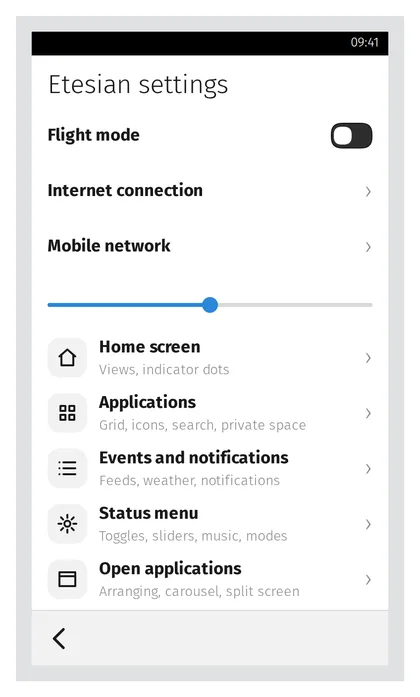 09:41
Etesian settings
Flight mode
Internet connection
Mobile network
Home screen
Views, indicator dots
Applications
Grid, icons, search, private space
Events and notifications
Feeds, weather, notifications
Status menu
Toggles, sliders, music, modes
Open applications
Arranging, carousel, split screen